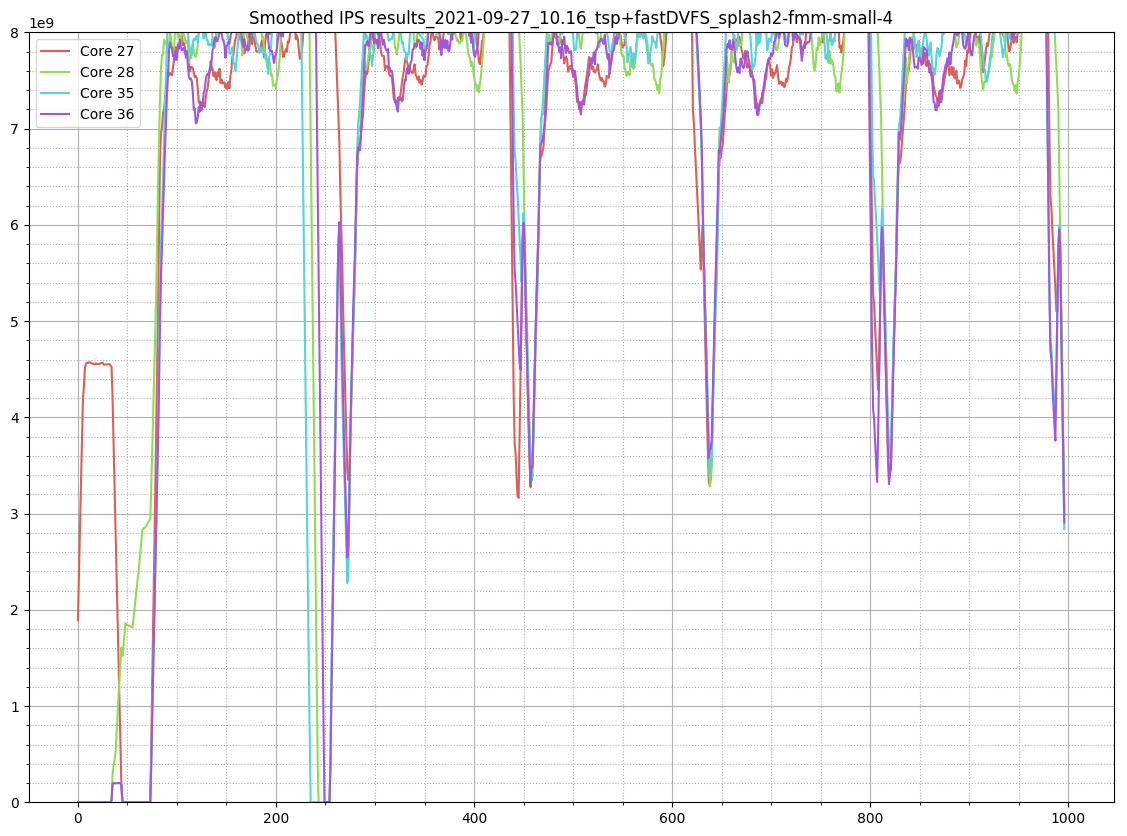 Smoothed IPS results_2021-09-27_10.16_tsp+fastDVFS_splash2-fmm-small-4
1e9
8
7
6
5
4
3
2
1
0
Core 27
Core 28
Core 35
Core 36
0 200 400 600 800 1000